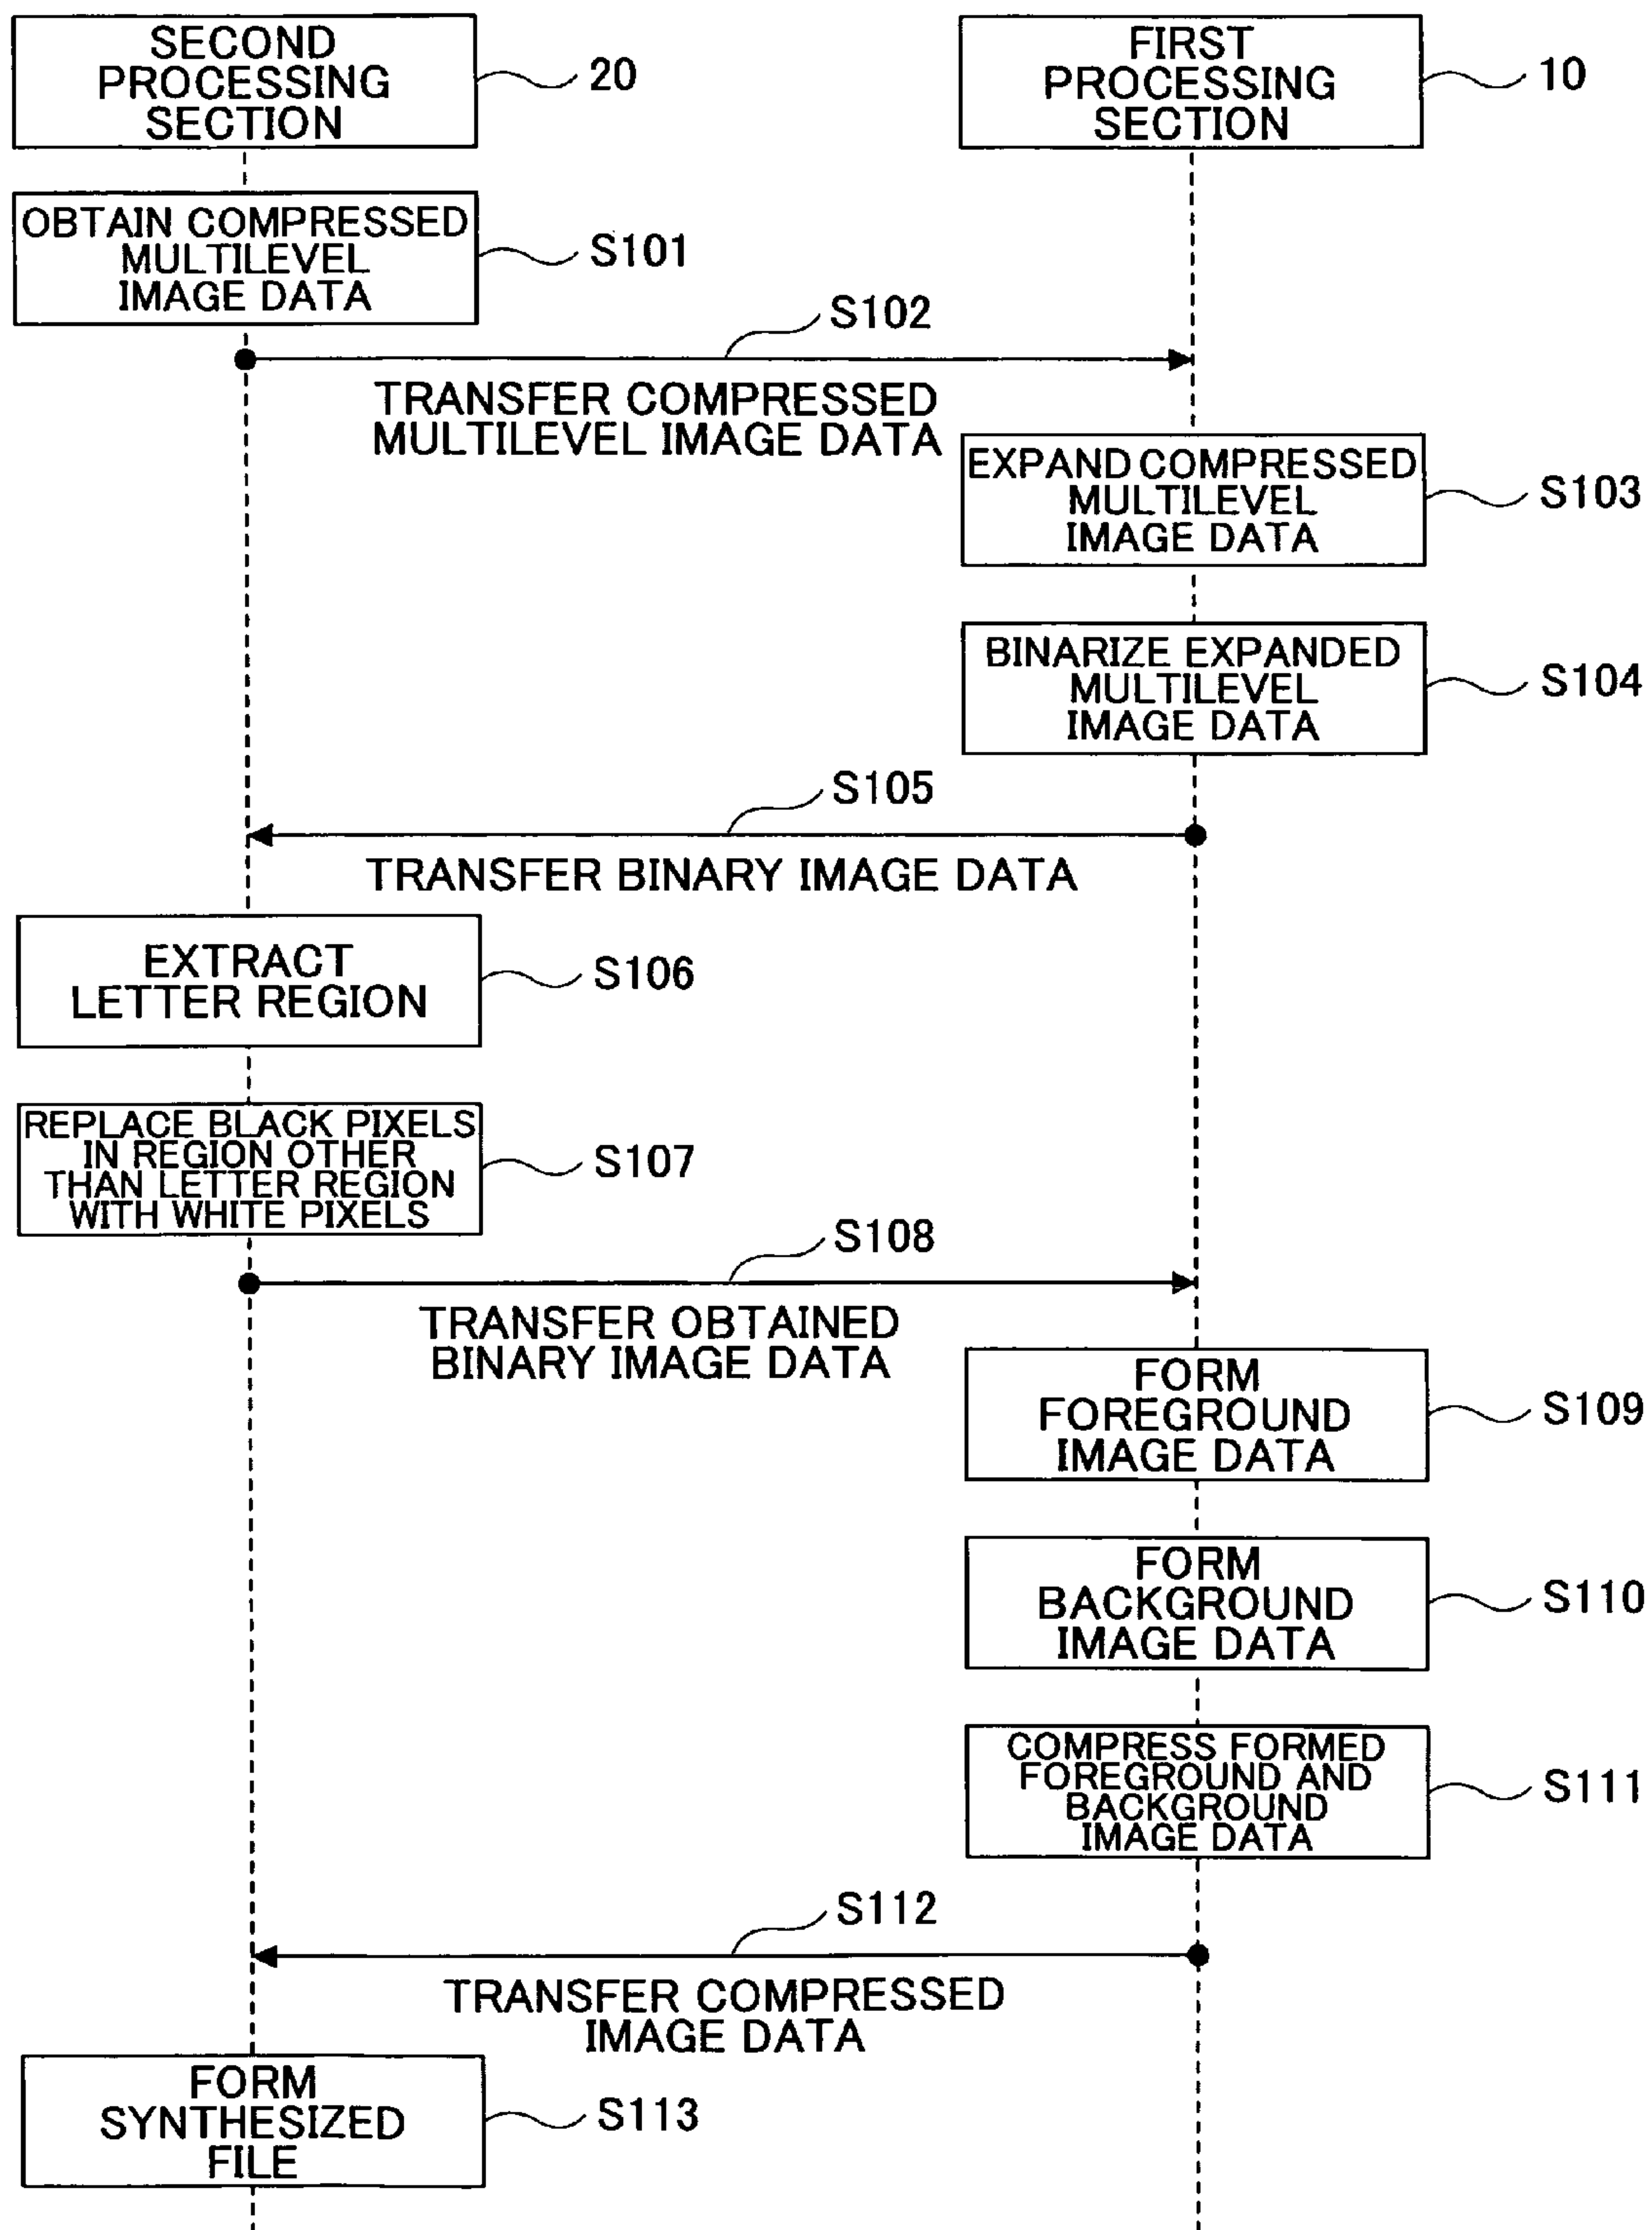 SECOND
PROCESSING
SECTION
20
FIRST
PROCESSING
SECTION
10
OBTAIN COMPRESSED
MULTILEVEL
IMAGE DATA
S101
S102
TRANSFER COMPRESSED
MULTILEVEL IMAGE DATA
EXPAND COMPRESSED
MULTILEVEL
IMAGE DATA
S103
BINARIZE EXPANDED
MULTILEVEL
IMAGE DATA
S104
S105
TRANSFER BINARY IMAGE DATA
EXTRACT
LETTER REGION
S106
REPLACE BLACK PIXELS
IN REGION OTHER
THAN LETTER REGION
WITH WHITE PIXELS
S107
S108
TRANSFER OBTAINED
BINARY IMAGE DATA
FORM
FOREGROUND
IMAGE DATA
S109
FORM
BACKGROUND
IMAGE DATA
S110
COMPRESS FORMED
FOREGROUND AND
BACKGROUND
IMAGE DATA
S111
S112
TRANSFER COMPRESSED
IMAGE DATA
FORM
SYNTHESIZED
FILE
S113